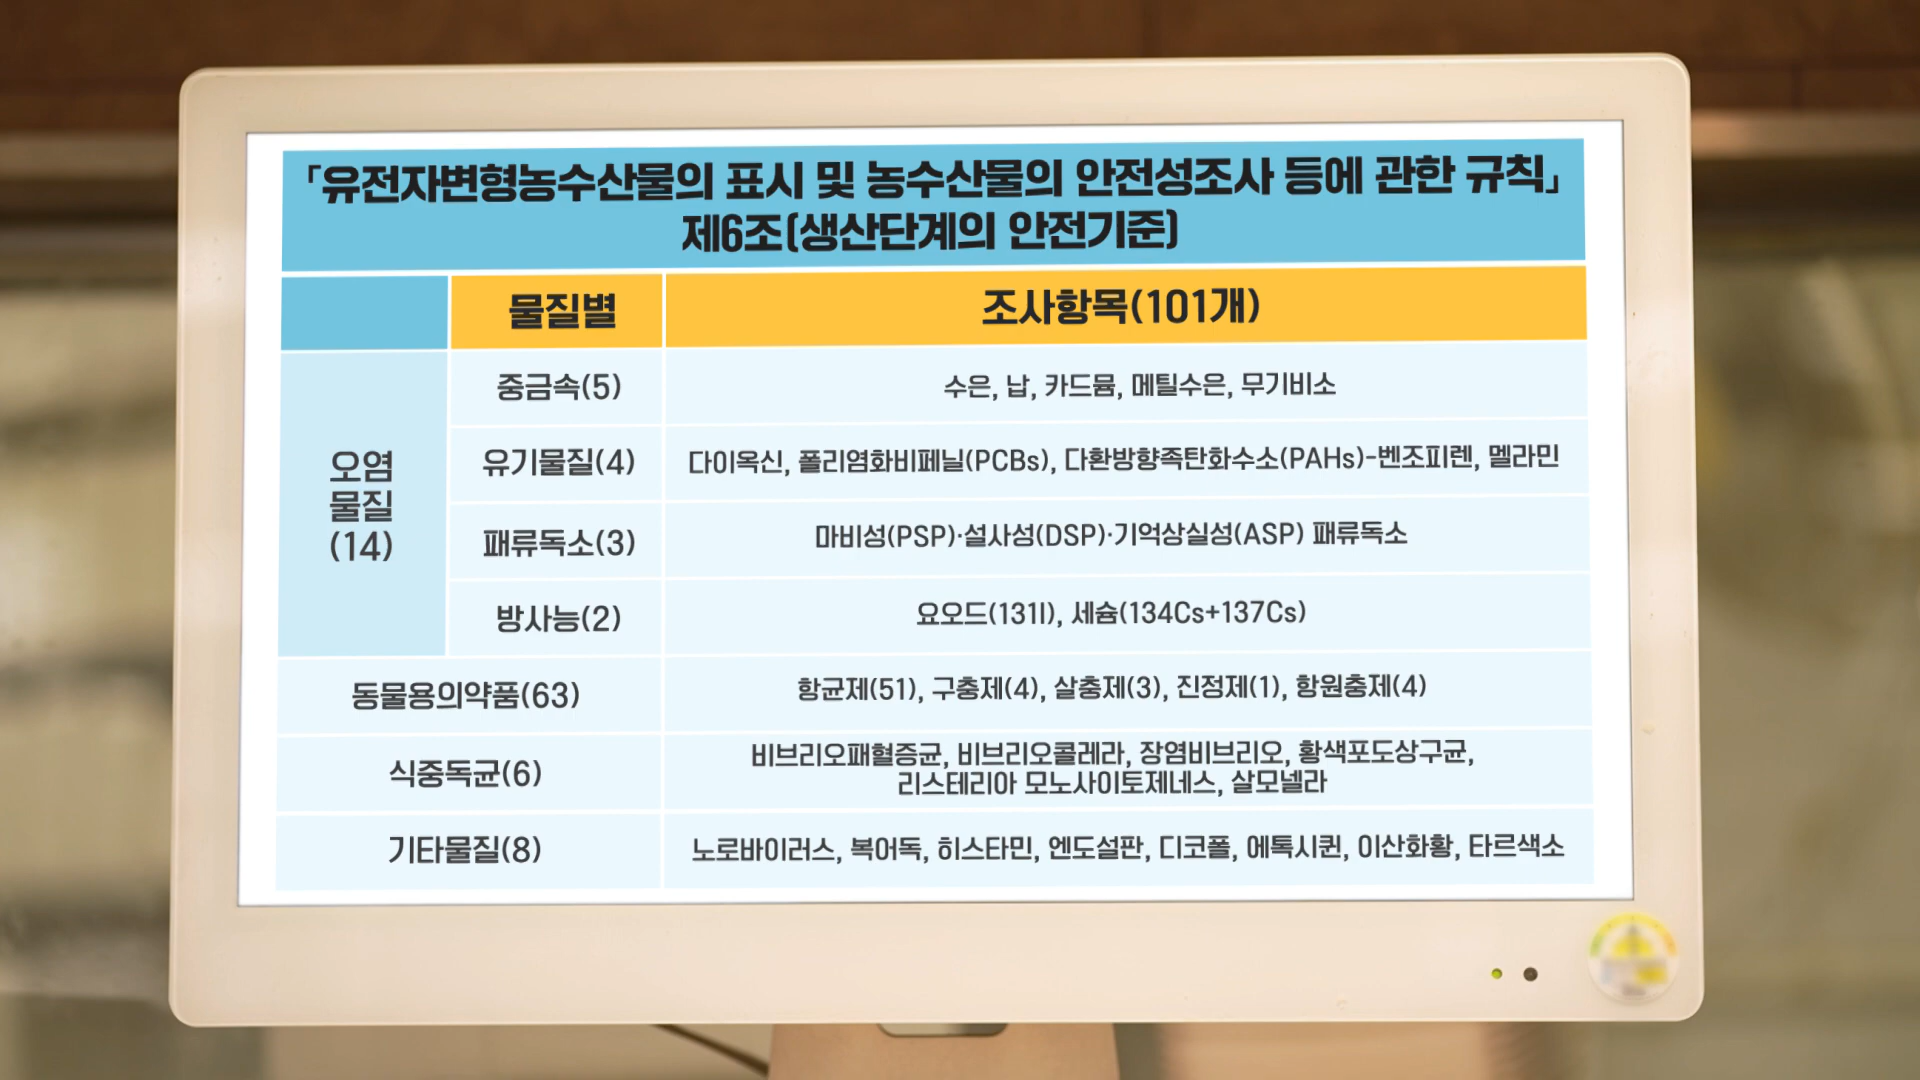 「유전자변형농수산물의 표시 및 농수산물의 안전성조사 등에 관한 규칙」
제6조(생산단계의 안전기준)
물질별
조사항목(101개)
오염
물질
(14)
중금속(5)
수은, 납, 카드뮴, 메틸수은, 무기비소
유기물질(4)
다이옥신, 폴리염화비페닐(PCBs), 다환방향족탄화수소(PAHs)-벤조피렌, 멜라민
패류독소(3)
마비성(PSP)·설사성(DSP)·기억상실성(ASP) 패류독소
방사능(2)
요오드(131I), 세슘(134Cs+137Cs)
동물용의약품(63)
항균제(51), 구충제(4), 살충제(3), 진정제(1), 항원충제(4)
식중독균(6)
비브리오패혈증균, 비브리오콜레라, 장염비브리오, 황색포도상구균,
리스테리아 모노사이토제네스, 살모넬라
기타물질(8)
노로바이러스, 복어독, 히스타민, 엔도설판, 디코폴, 에톡시퀸, 이산화황, 타르색소